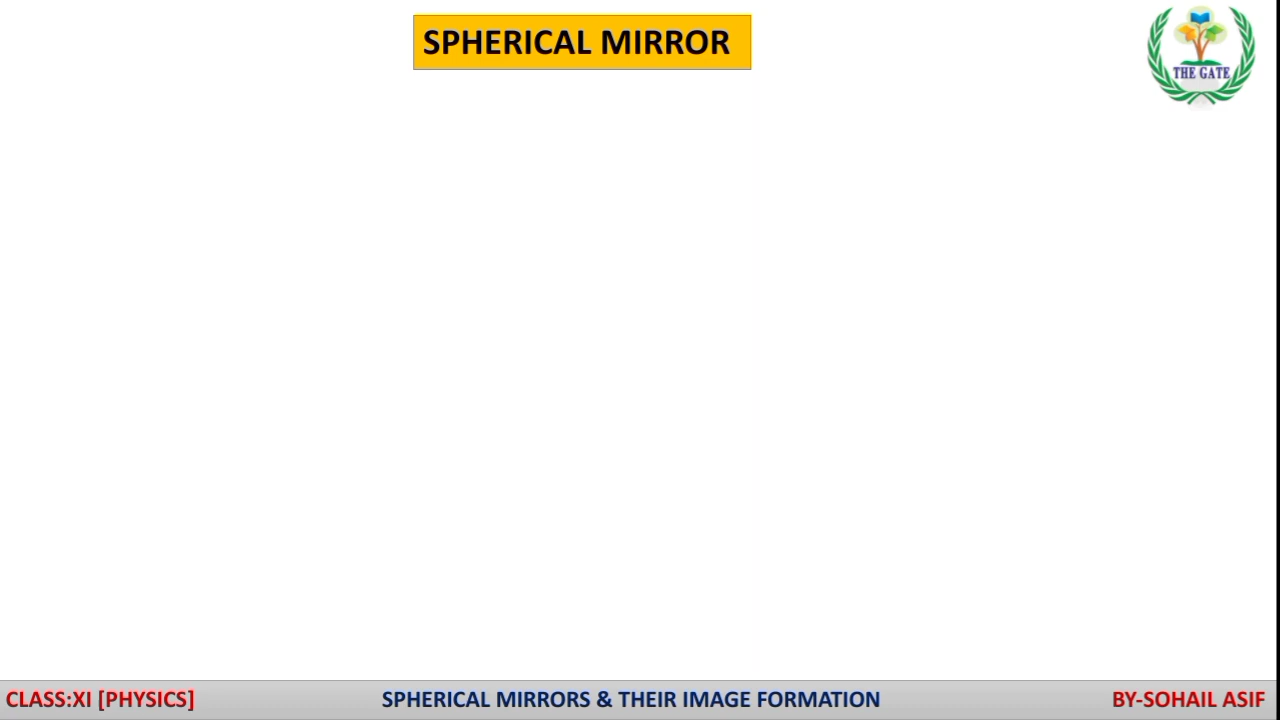 SPHERICAL MIRROR
THE GATE
CLASS:XI [PHYSICS]
SPHERICAL MIRRORS & THEIR IMAGE FORMATION
BY-SOHAIL ASIF